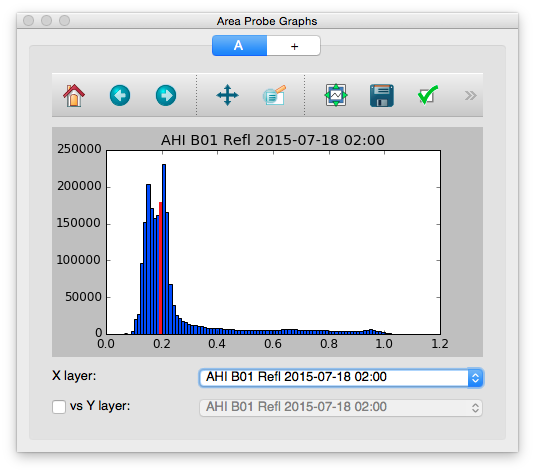 Area Probe Graphs
A
+
»
AHI B01 Refl 2015-07-18 02:00
250000
200000
150000
100000
50000
0
0.0 0.2 0.4 0.6 0.8 1.0 1.2
X layer: AHI B01 Refl 2015-07-18 02:00
vs Y layer: AHI B01 Refl 2015-07-18 02:00